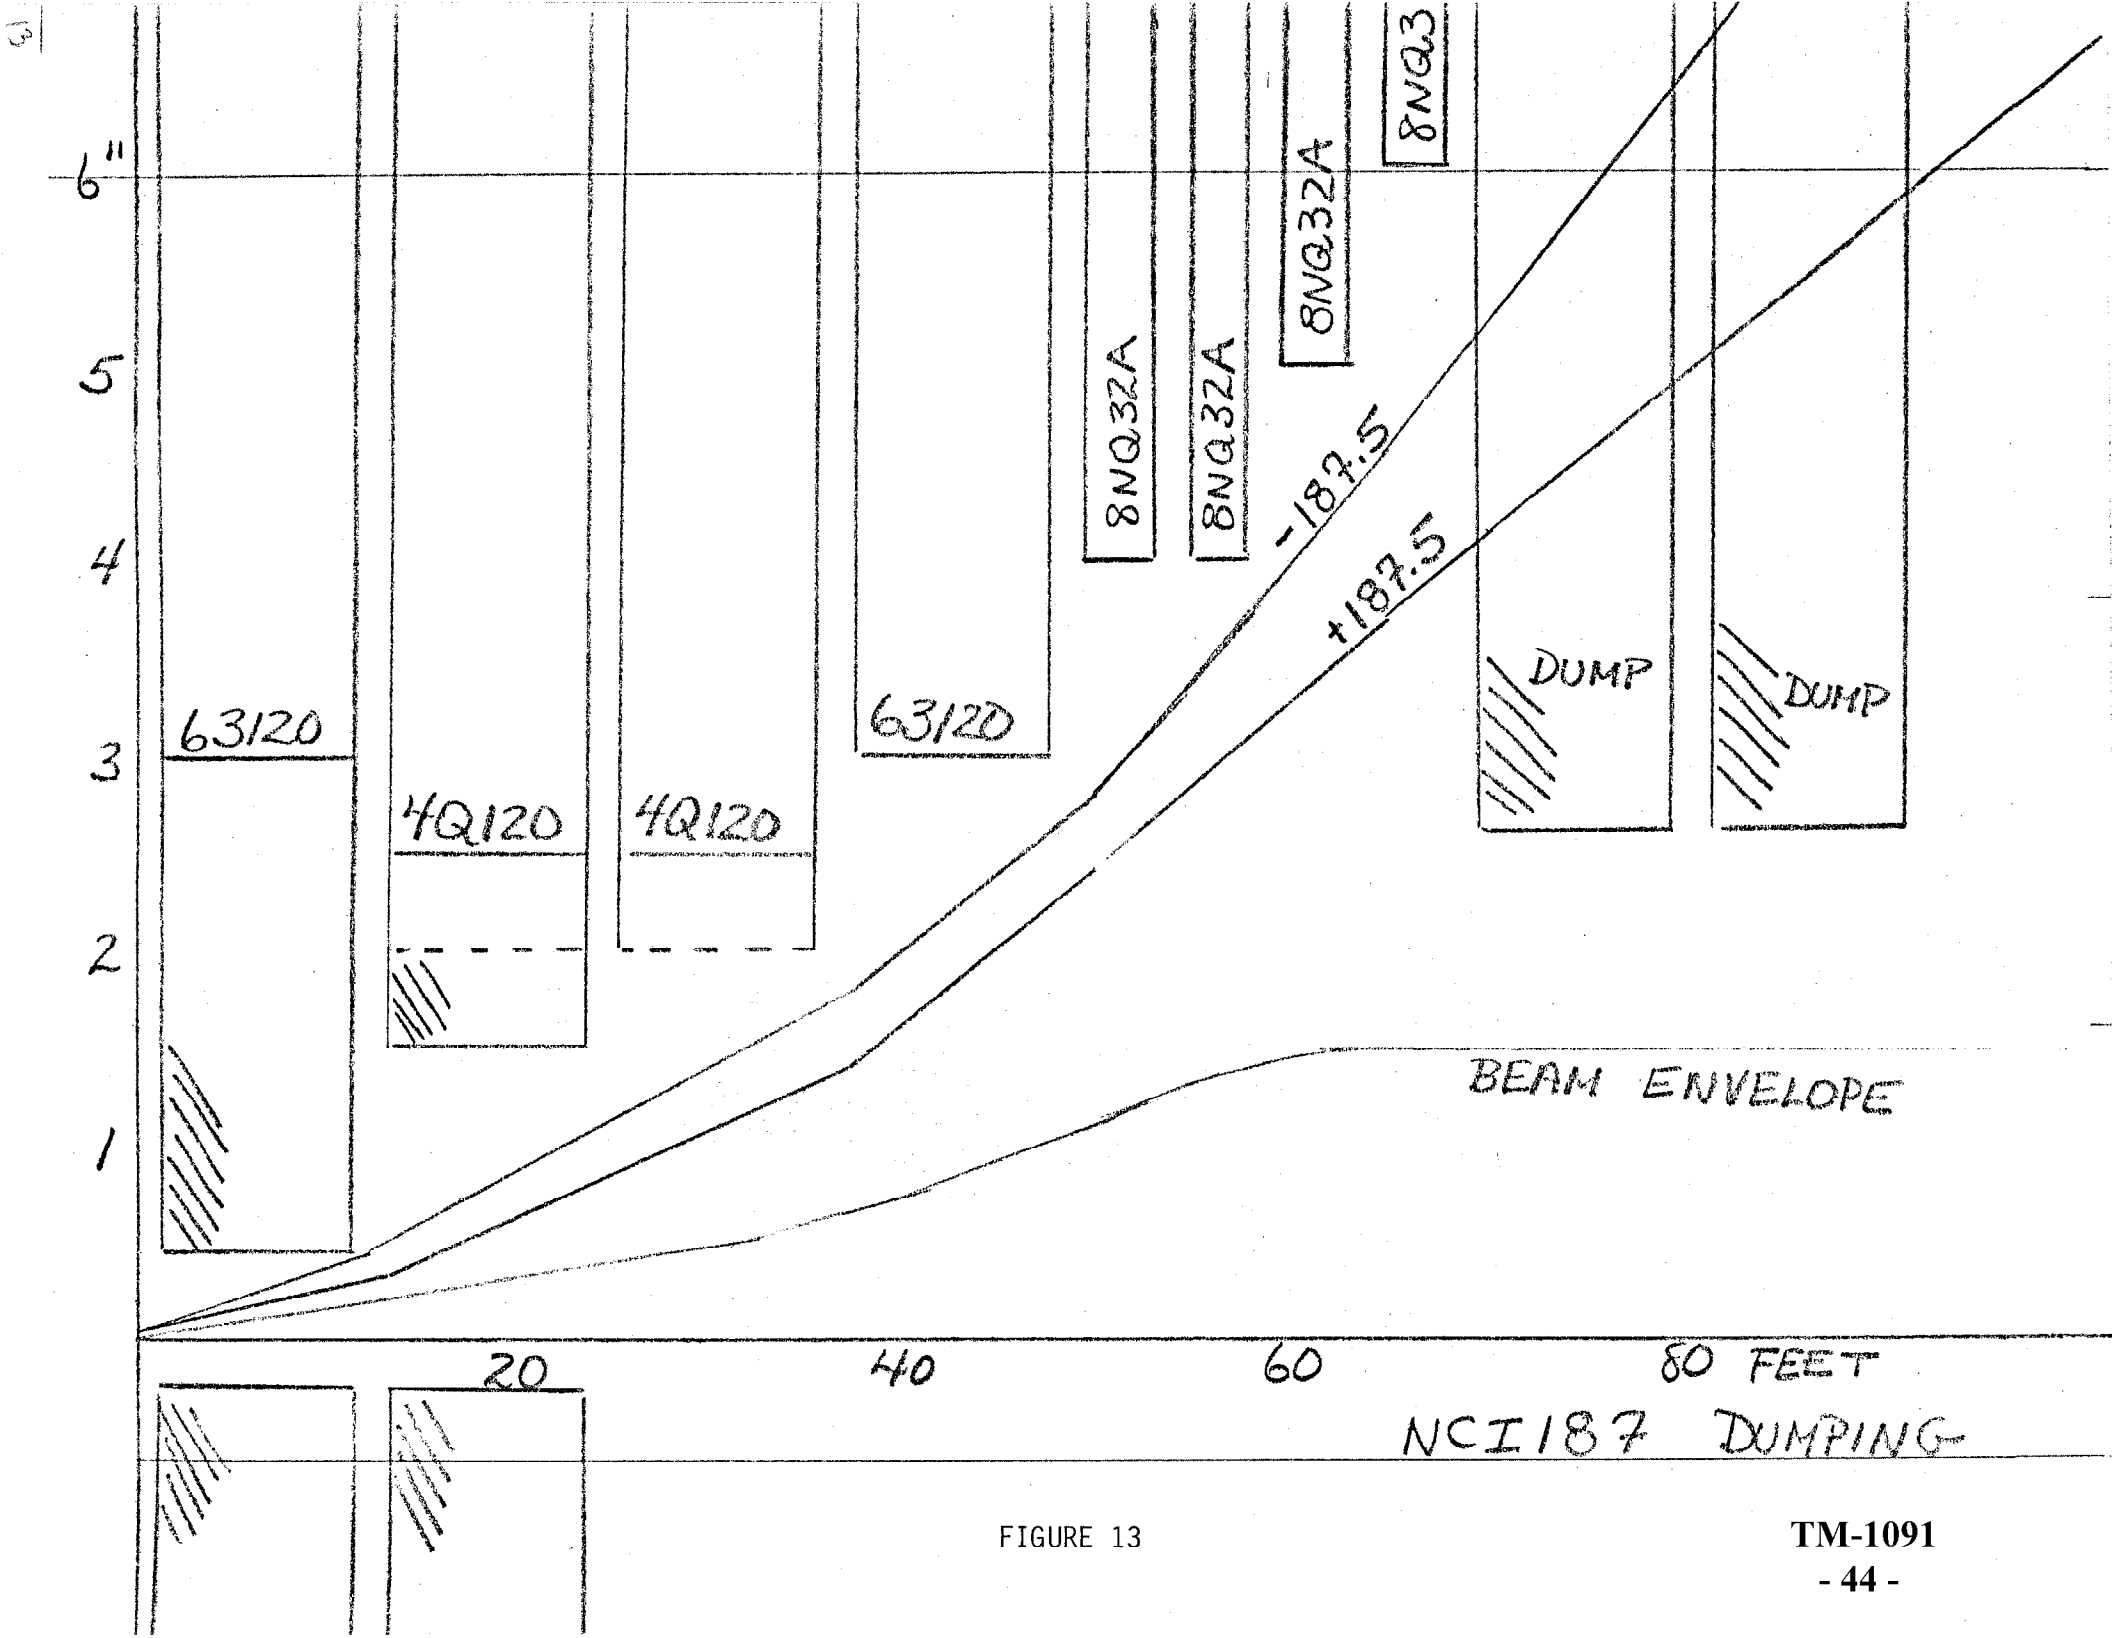 13
6"
5
4
3
2
1
63120
4Q120
4Q120
63120
8NQ32A
8NQ32A
8NQ32A
8NQ3
-187.5
+187.5
DUMP
DUMP
BEAM ENVELOPE
20
40
60
80 FEET
NCI187 DUMPING
FIGURE 13
TM-1091
- 44 -